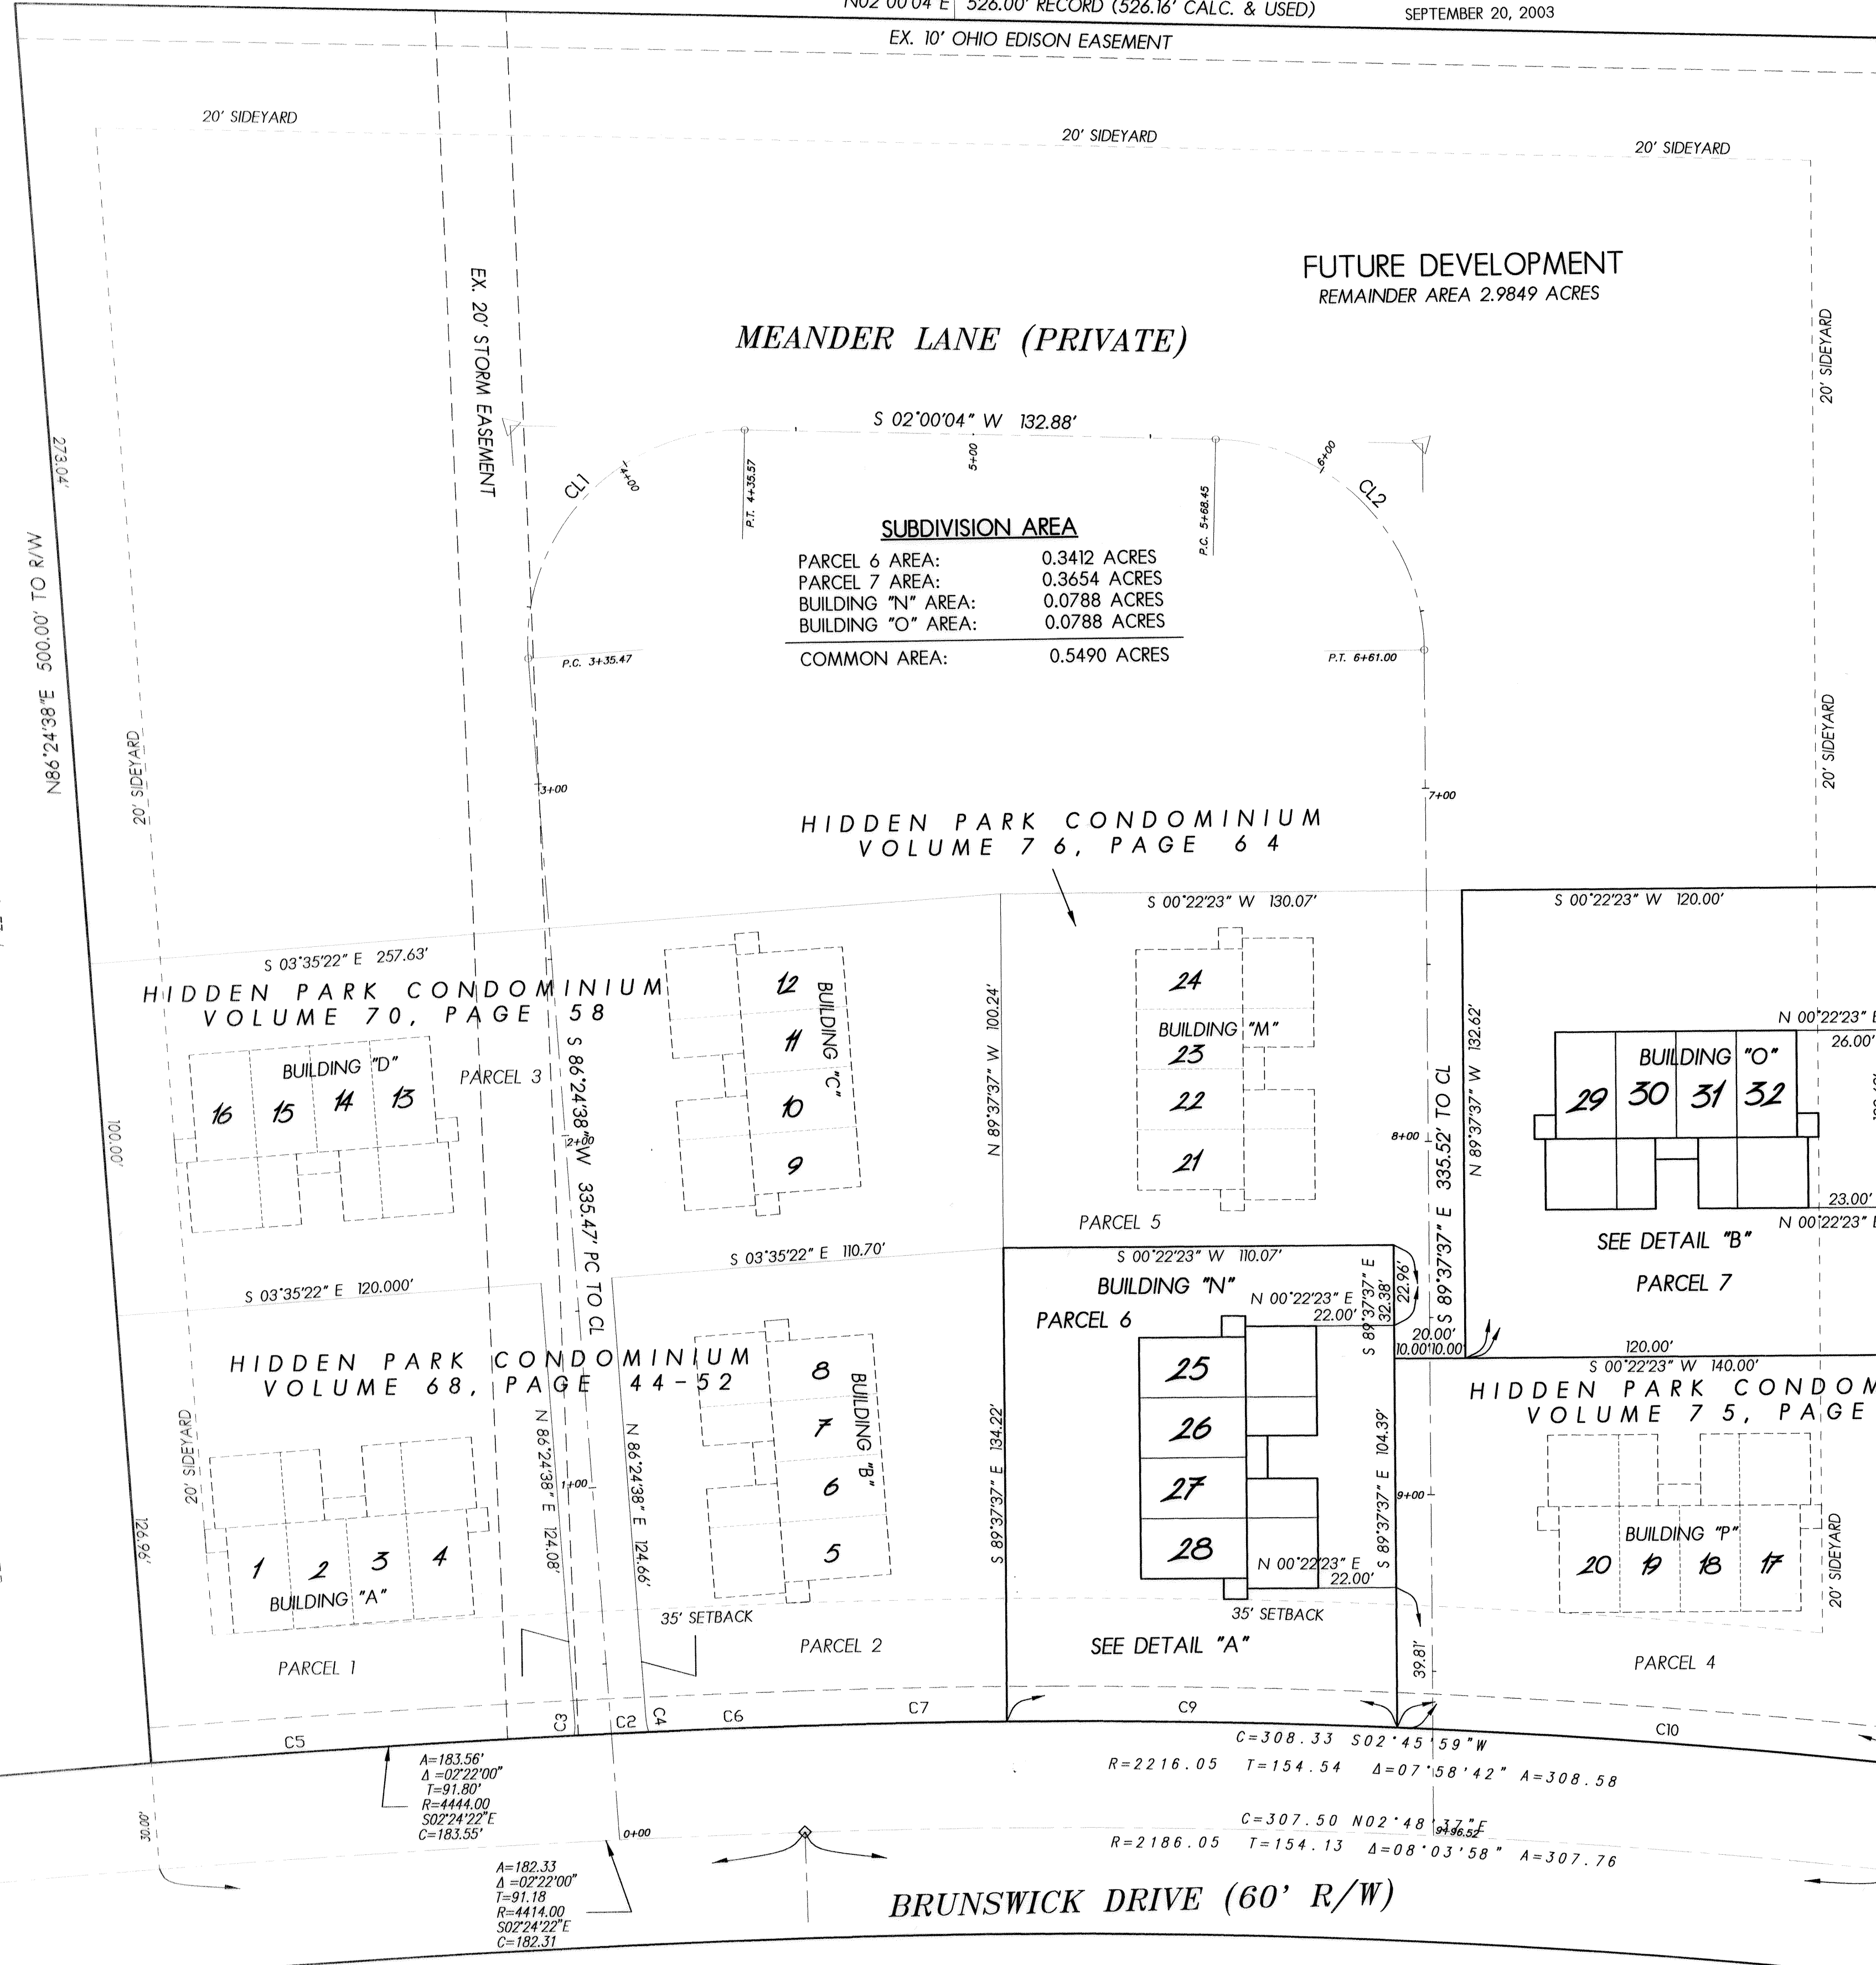 N02°00'04"E 526.00' RECORD (526.16' CALC. & USED)
SEPTEMBER 20, 2003
EX. 10' OHIO EDISON EASEMENT
20' SIDEYARD
20' SIDEYARD
20' SIDEYARD
FUTURE DEVELOPMENT
REMAINDER AREA 2.9849 ACRES
EX. 20' STORM EASEMENT
MEANDER LANE (PRIVATE)
20' SIDEYARD
S 02°00'04" W 132.88'
273.04'
N86°24'38"E 500.00' TO R/W
CL1
4+00
P.T. 4+35.57
5+00
P.C. 5+68.45
6+00
CL2
SUBDIVISION AREA
PARCEL 6 AREA: 0.3412 ACRES
PARCEL 7 AREA: 0.3654 ACRES
BUILDING "N" AREA: 0.0788 ACRES
BUILDING "O" AREA: 0.0788 ACRES
COMMON AREA: 0.5490 ACRES
P.C. 3+35.47
P.T. 6+61.00
20' SIDEYARD
20' SIDEYARD
3+00
7+00
HIDDEN PARK CONDOMINIUM
VOLUME 76, PAGE 64
S 00°22'23" W 130.07'
S 00°22'23" W 120.00'
S 03°35'22" E 257.63'
HIDDEN PARK CONDOMINIUM
VOLUME 70, PAGE 58
BUILDING "D"
16
15
14
13
PARCEL 3
S 86°24'38" W 335.47' PC TO CL
2+00
12
11
10
9
BUILDING "C"
N 89°37'37" W 100.24'
24
BUILDING "M"
23
22
21
PARCEL 5
8+00
S 89°37'37" E 335.52' TO CL
N 89°37'37" W 132.62'
N 00°22'23" E
26.00'
BUILDING "O"
29
30
31
32
23.00'
N 00°22'23" E
SEE DETAIL "B"
PARCEL 7
100.00'
S 03°35'22" E 110.70'
S 03°35'22" E 120.000'
S 00°22'23" W 110.07'
BUILDING "N"
PARCEL 6
N 00°22'23" E
22.00'
S 89°37'37" E
32.38'
22.96'
20.00'
10.00'
10.00'
120.00'
S 00°22'23" W 140.00'
HIDDEN PARK CONDOM
VOLUME 75, PAGE
HIDDEN PARK CONDOMINIUM
VOLUME 68, PAGE 44-52
20' SIDEYARD
126.96'
1
2
3
4
BUILDING "A"
N 86°24'38" E 124.08'
1+00
N 86°24'38" E 124.66'
8
7
6
5
BUILDING "B"
S 89°37'37" E 134.22'
25
26
27
28
N 00°22'23" E
22.00'
S 89°37'37" E 104.39'
9+00
BUILDING "P"
20
19
18
17
20' SIDEYARD
35' SETBACK
35' SETBACK
PARCEL 1
PARCEL 2
SEE DETAIL "A"
39.81'
PARCEL 4
C5
C3
C2
C4
C6
C7
C9
C10
C=308.33 S02°45'59"W
R=2216.05 T=154.54 Δ=07°58'42" A=308.58
A=183.56'
Δ=02°22'00"
T=91.80'
R=4444.00
S02°24'22"E
C=183.55'
30.00'
0+00
C=307.50 N02°48'37"E
9+96.52
R=2186.05 T=154.13 Δ=08°03'58" A=307.76
A=182.33
Δ=02°22'00"
T=91.18
R=4414.00
S02°24'22"E
C=182.31
BRUNSWICK DRIVE (60' R/W)